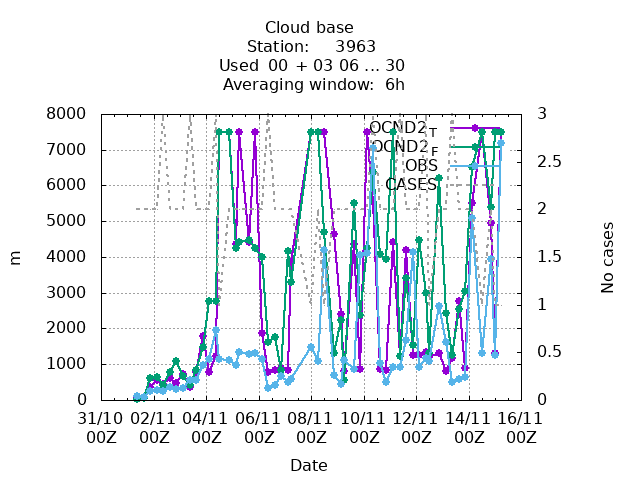 Cloud base
Station: 3963
Used 00 + 03 06 ... 30
Averaging window: 6h
8000
7000
6000
5000
4000
3000
2000
1000
0
m
3
2.5
2
1.5
1
0.5
0
No cases
OCND2 T
OCND2 F
OBS
CASES
31/10 02/11 04/11 06/11 08/11 10/11 12/11 14/11 16/11
00Z 00Z 00Z 00Z 00Z 00Z 00Z 00Z 00Z
Date